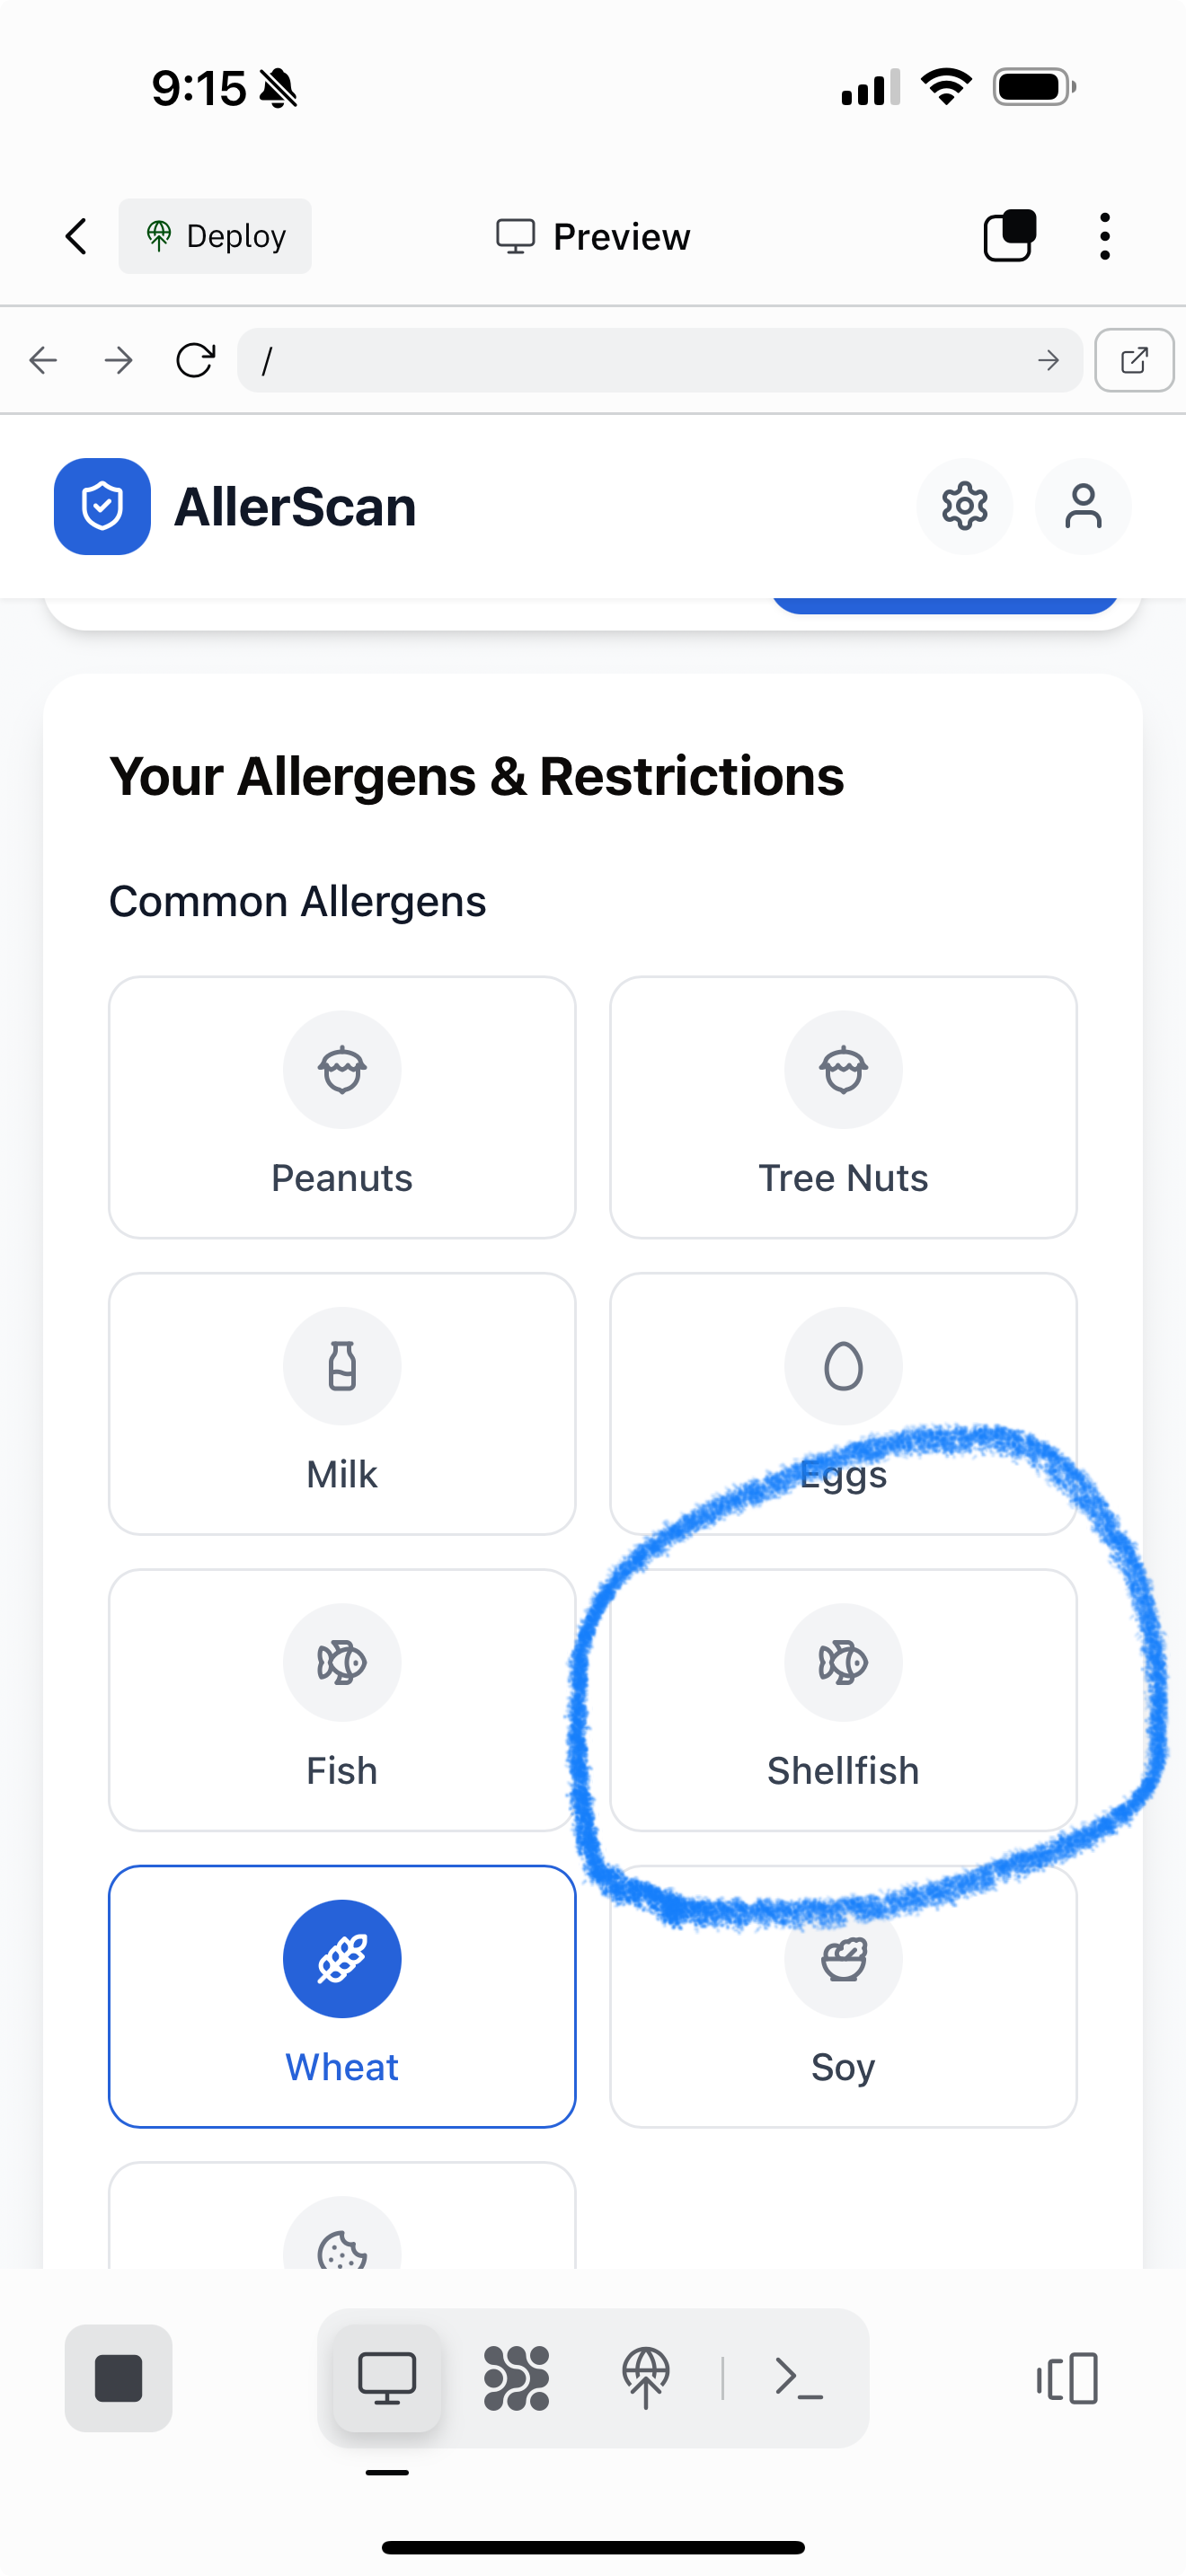 9:15
Deploy
Preview
/
AllerScan
Your Allergens & Restrictions
Common Allergens
Peanuts
Tree Nuts
Milk
Eggs
Fish
Shellfish
Wheat
Soy